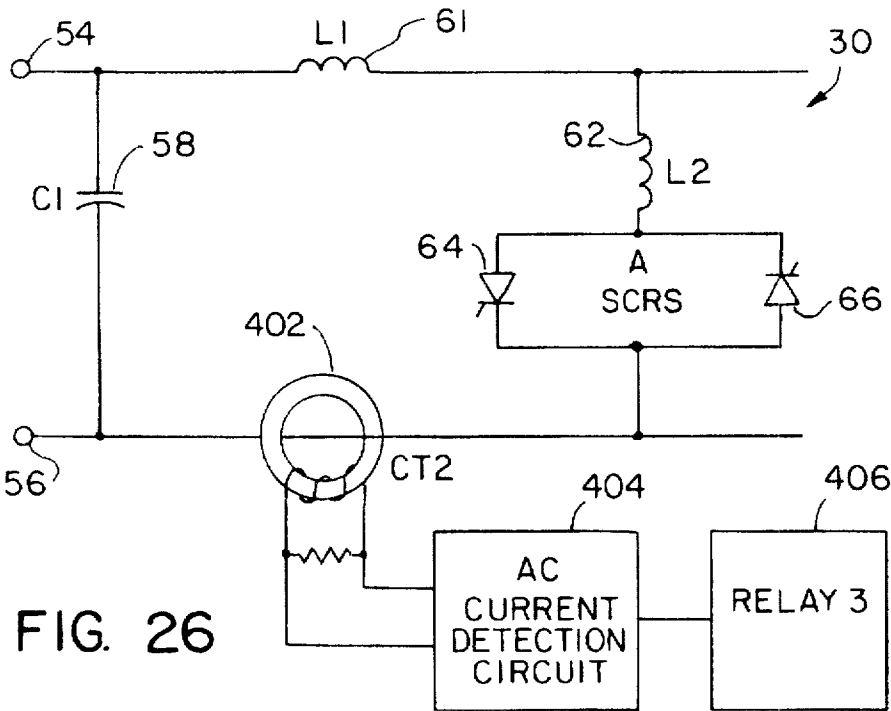 54
L1
61
30
58
C1
62
L2
64
A
SCRS
66
402
56
CT2
404
406
AC
CURRENT
DETECTION
CIRCUIT
RELAY 3
FIG. 26